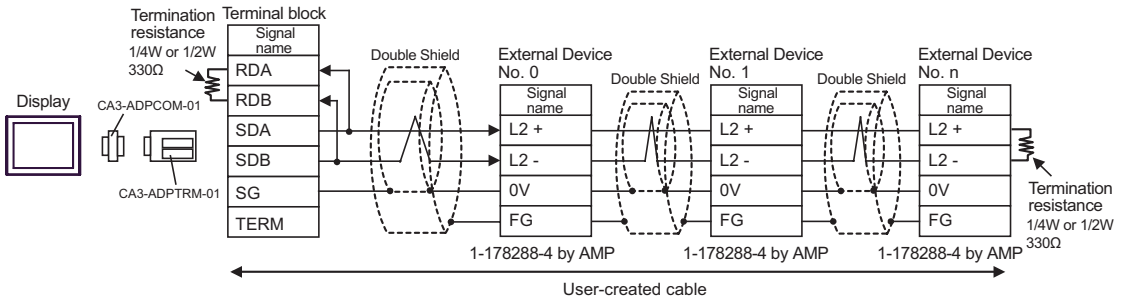 Termination
resistance
1/4W or 1/2W
330Ω
Terminal block
Signal
name
RDA
RDB
SDA
SDB
SG
TERM
Display
CA3-ADPCOM-01
CA3-ADPTRM-01
Double Shield
External Device
No. 0
Signal
name
L2 +
L2 -
0V
FG
1-178288-4 by AMP
Double Shield
External Device
No. 1
Signal
name
L2 +
L2 -
0V
FG
1-178288-4 by AMP
Double Shield
External Device
No. n
Signal
name
L2 +
L2 -
0V
FG
1-178288-4 by AMP
Termination
resistance
1/4W or 1/2W
330Ω
User-created cable